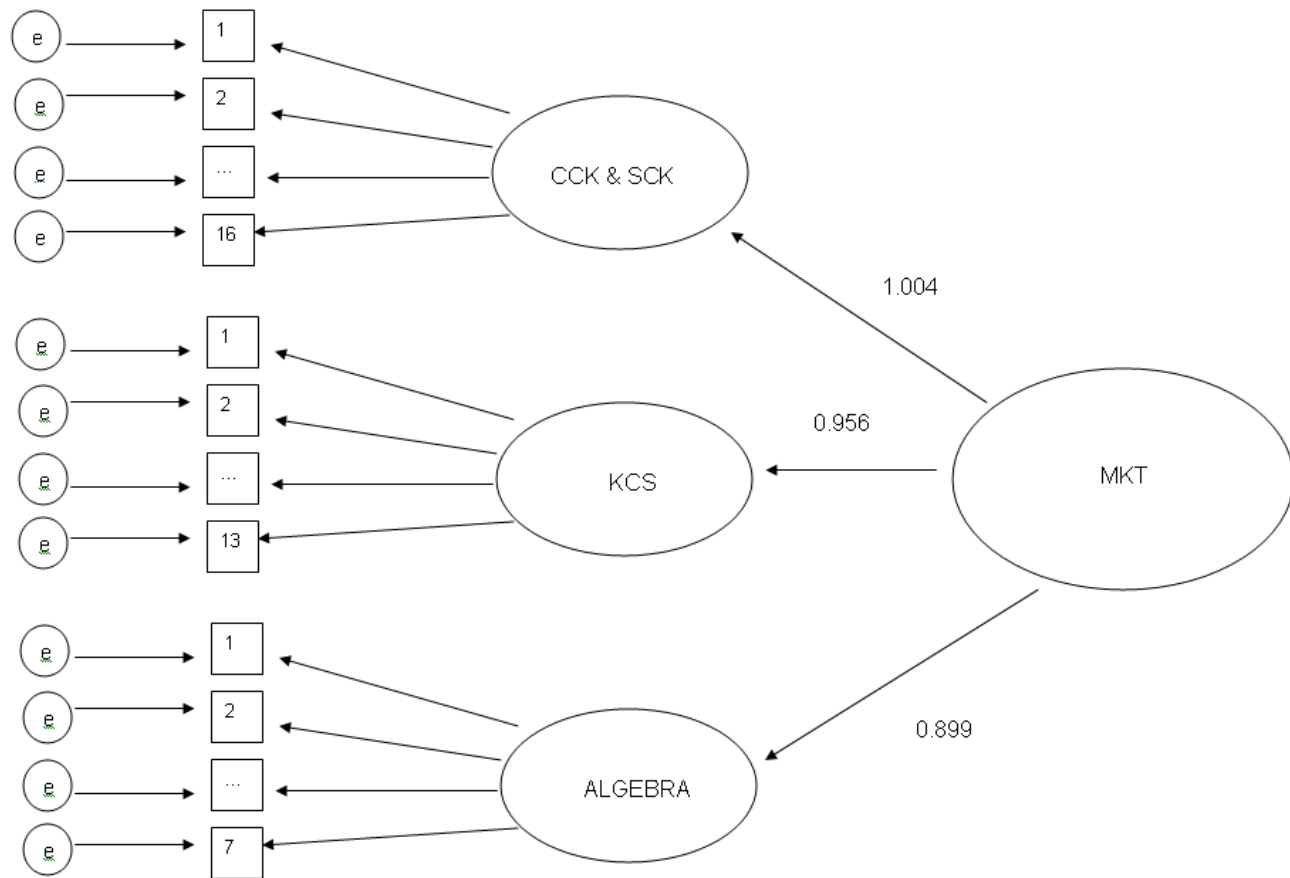 e 1
e 2
e ...
e 16
CCK & SCK
1.004
e 1
e 2
e ...
e 13
KCS
0.956
MKT
e 1
e 2
e ...
e 7
ALGEBRA
0.899